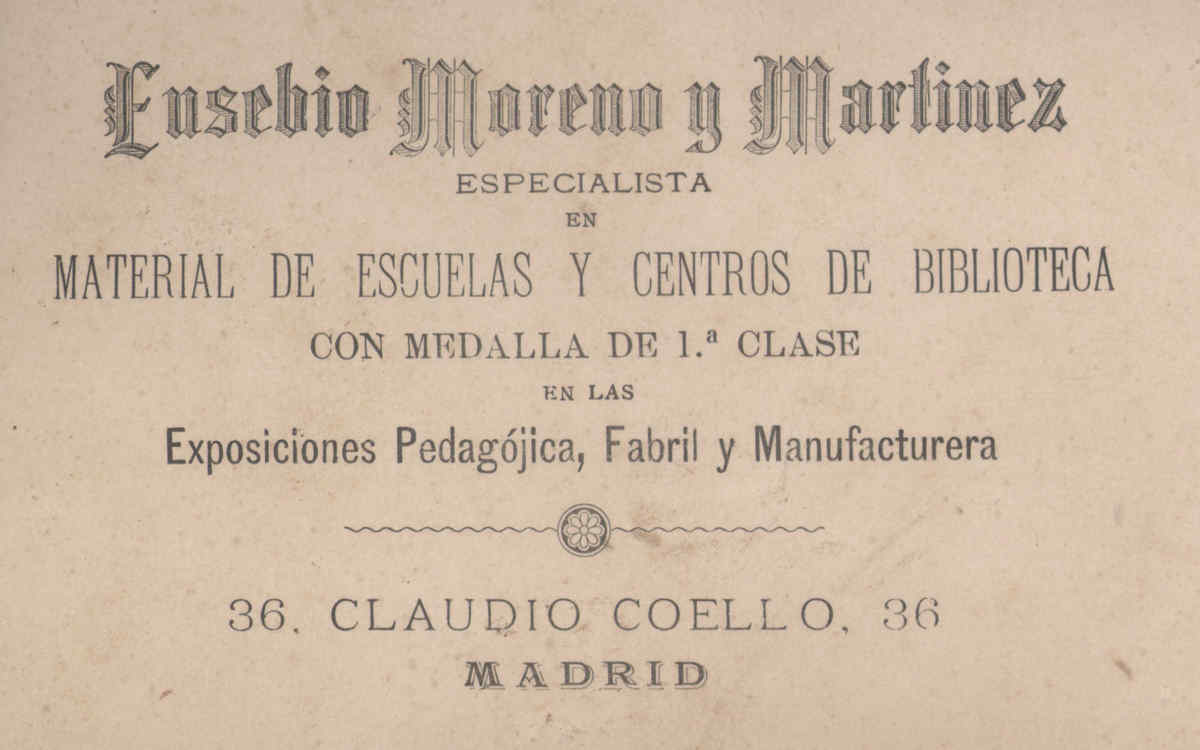 Eusebio Moreno y Martinez
ESPECIALISTA
EN
MATERIAL DE ESCUELAS Y CENTROS DE BIBLIOTECA
CON MEDALLA DE 1.ª CLASE
EN LAS
Exposiciones Pedagójica, Fabril y Manufacturera
36, CLAUDIO COELLO, 36
MADRID